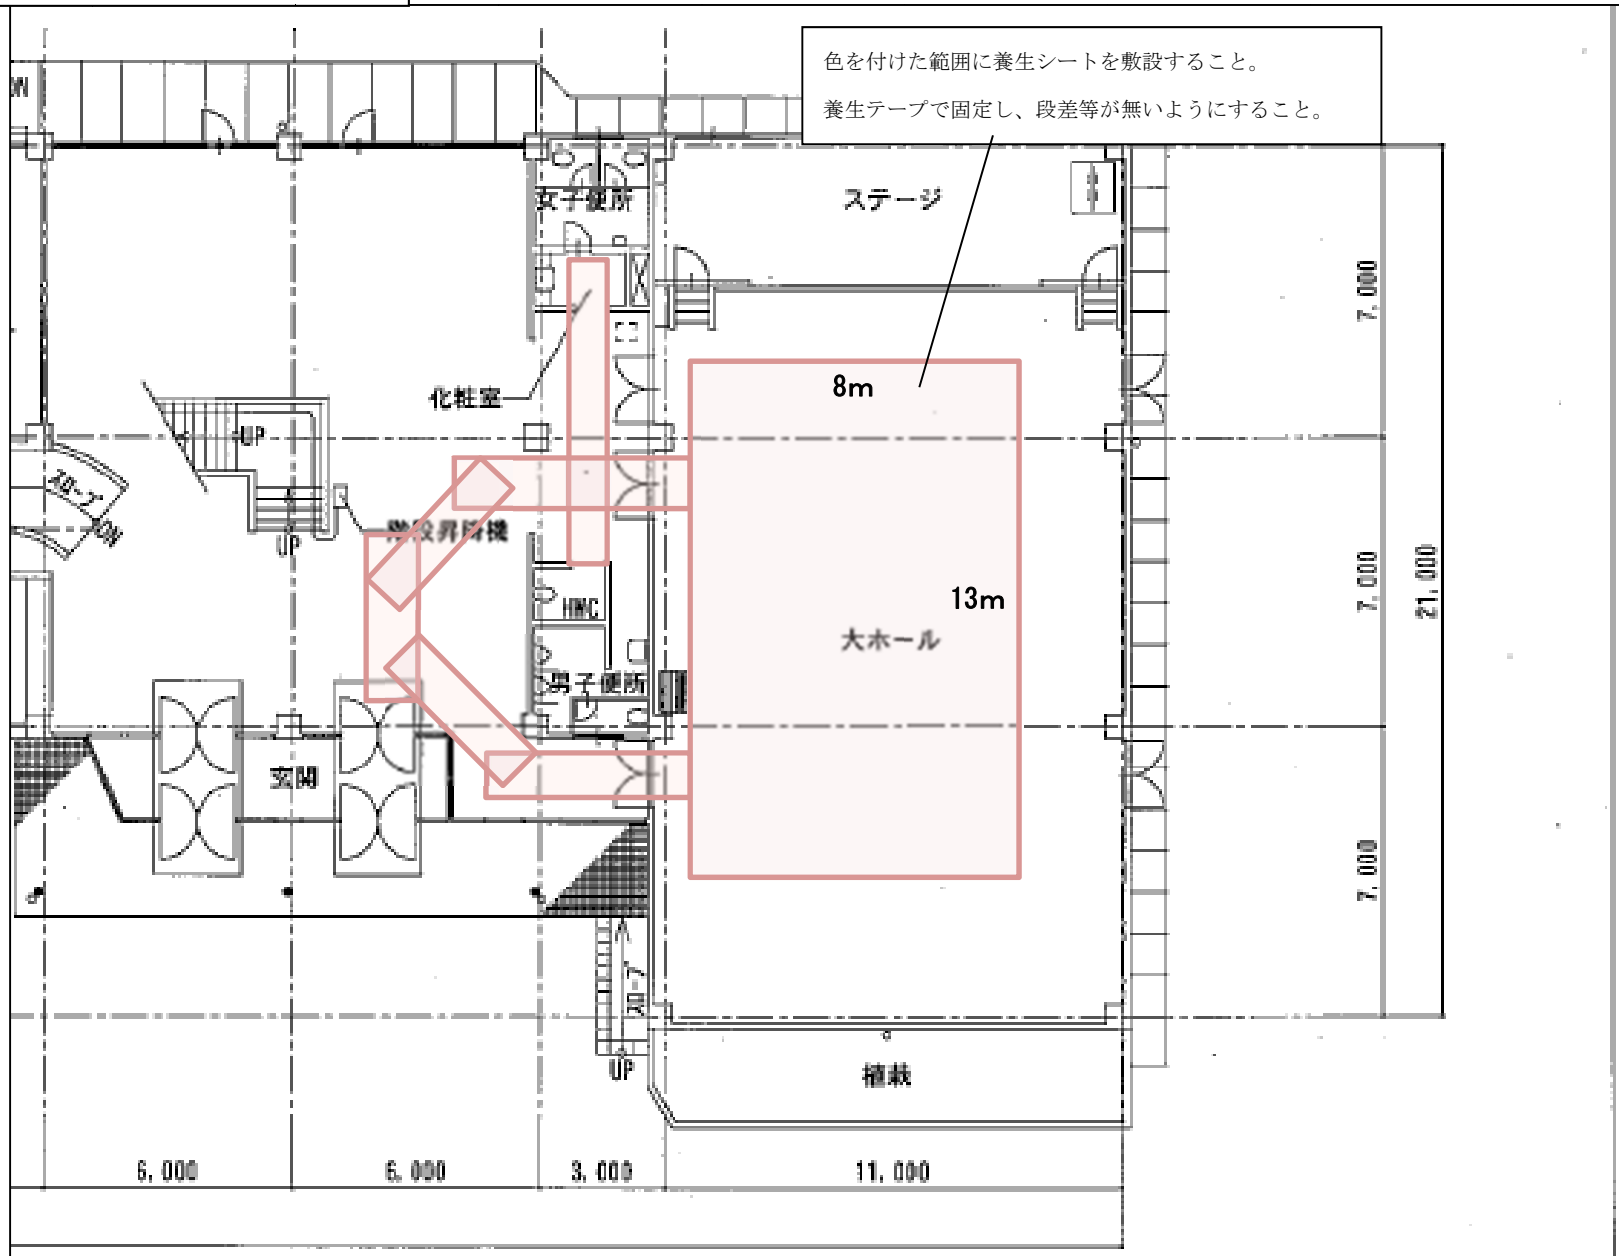 色を付けた範囲に養生シートを敷設すること。
養生テープで固定し、段差等が無いようにすること。
女子便所
ステージ
7,000
8m
化粧室
UP
スロープ
DN
階段昇降機
UP
HWC
13m
大ホール
7,000
21,000
男子便所
玄関
7,000
スロープ
UP
植栽
6,000
6,000
3,000
11,000